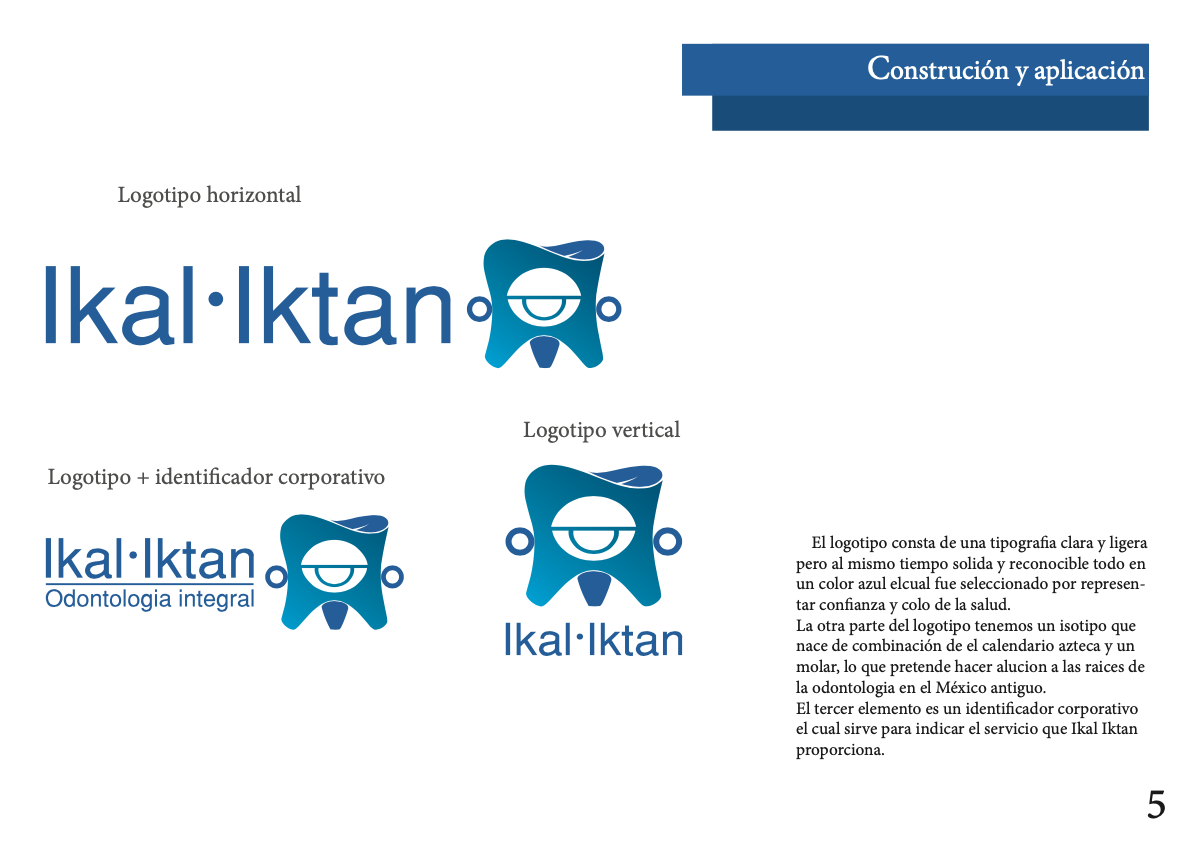 Construción y aplicación
Logotipo horizontal
Ikal·Iktan
Logotipo vertical
Logotipo + identificador corporativo
Ikal·Iktan
Odontologia integral
Ikal·Iktan
El logotipo consta de una tipografia clara y ligera
pero al mismo tiempo solida y reconocible todo en
un color azul elcual fue seleccionado por represen-
tar confianza y colo de la salud.
La otra parte del logotipo tenemos un isotipo que
nace de combinación de el calendario azteca y un
molar, lo que pretende hacer alucion a las raices de
la odontologia en el México antiguo.
El tercer elemento es un identificador corporativo
el cual sirve para indicar el servicio que Ikal Iktan
proporciona.
5